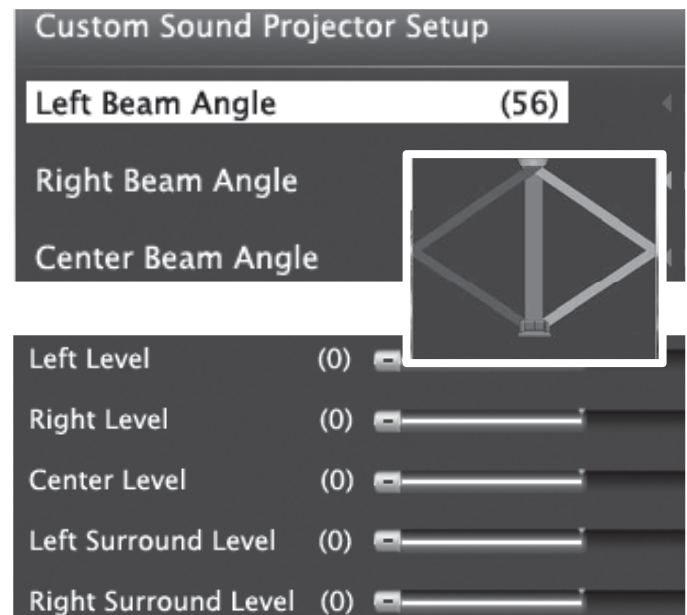 Custom Sound Projector Setup
Left Beam Angle (56)
Right Beam Angle
Center Beam Angle
Left Level (0)
Right Level (0)
Center Level (0)
Left Surround Level (0)
Right Surround Level (0)